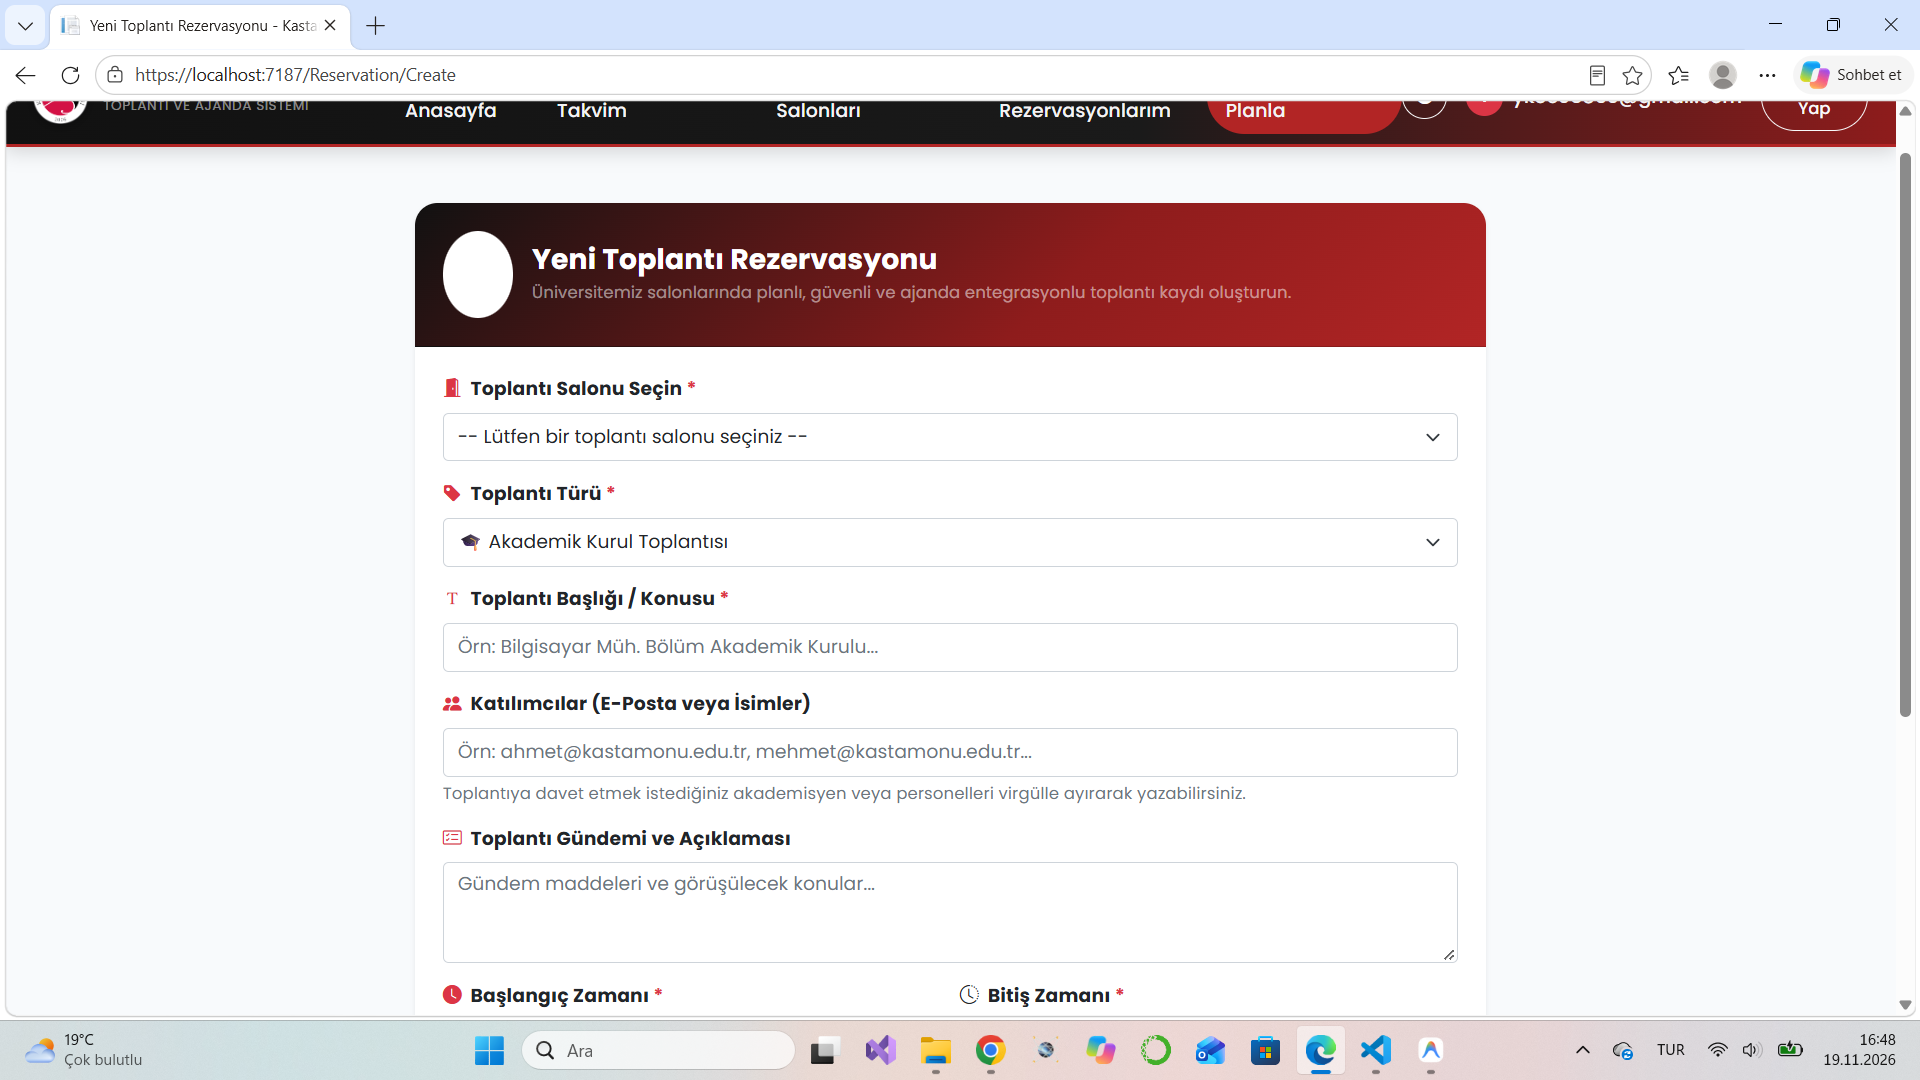 Yeni Toplantı Rezervasyonu - Kasta
https://localhost:7187/Reservation/Create
Sohbet et
TOPLANTI VE AJANDA SİSTEMİ
Anasayfa
Takvim
Salonları
Rezervasyonlarım
Planla
Yap
Yeni Toplantı Rezervasyonu
Üniversitemiz salonlarında planlı, güvenli ve ajanda entegrasyonlu toplantı kaydı oluşturun.
Toplantı Salonu Seçin *
-- Lütfen bir toplantı salonu seçiniz --
Toplantı Türü *
Akademik Kurul Toplantısı
T Toplantı Başlığı / Konusu *
Örn: Bilgisayar Müh. Bölüm Akademik Kurulu...
Katılımcılar (E-Posta veya İsimler)
Örn: ahmet@kastamonu.edu.tr, mehmet@kastamonu.edu.tr...
Toplantıya davet etmek istediğiniz akademisyen veya personelleri virgülle ayırarak yazabilirsiniz.
Toplantı Gündemi ve Açıklaması
Gündem maddeleri ve görüşülecek konular...
Başlangıç Zamanı *
Bitiş Zamanı *
19°C
Çok bulutlu
Ara
TUR
16:48
19.11.2026